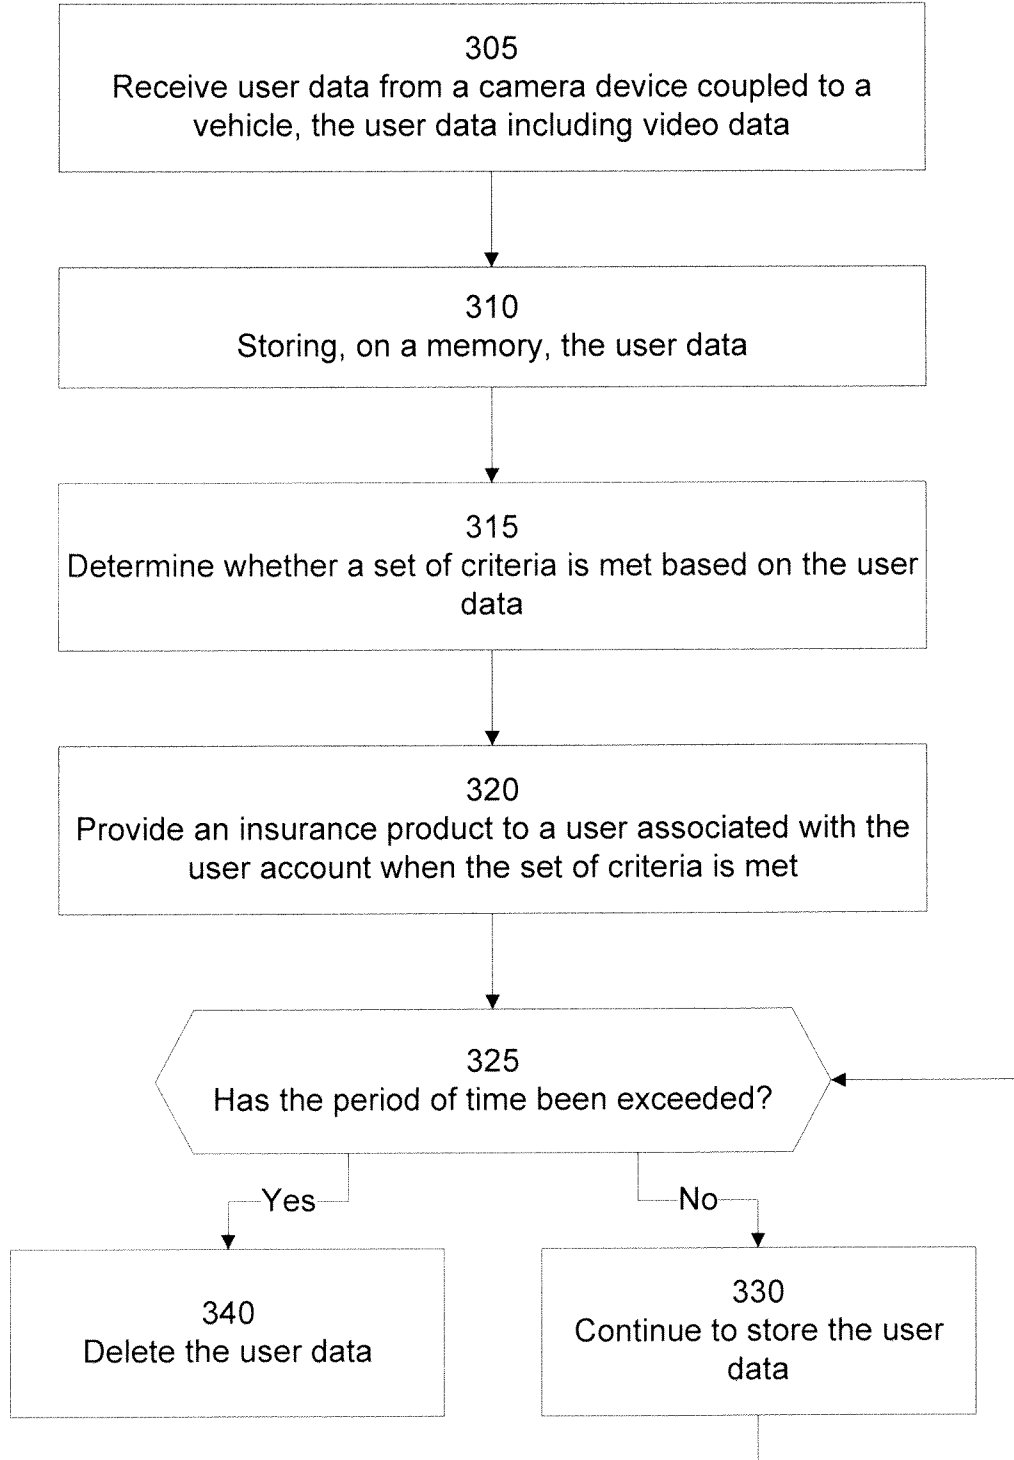 305
Receive user data from a camera device coupled to a
vehicle, the user data including video data
310
Storing, on a memory, the user data
315
Determine whether a set of criteria is met based on the user
data
320
Provide an insurance product to a user associated with the
user account when the set of criteria is met
325
Has the period of time been exceeded?
Yes
No
340
Delete the user data
330
Continue to store the user
data